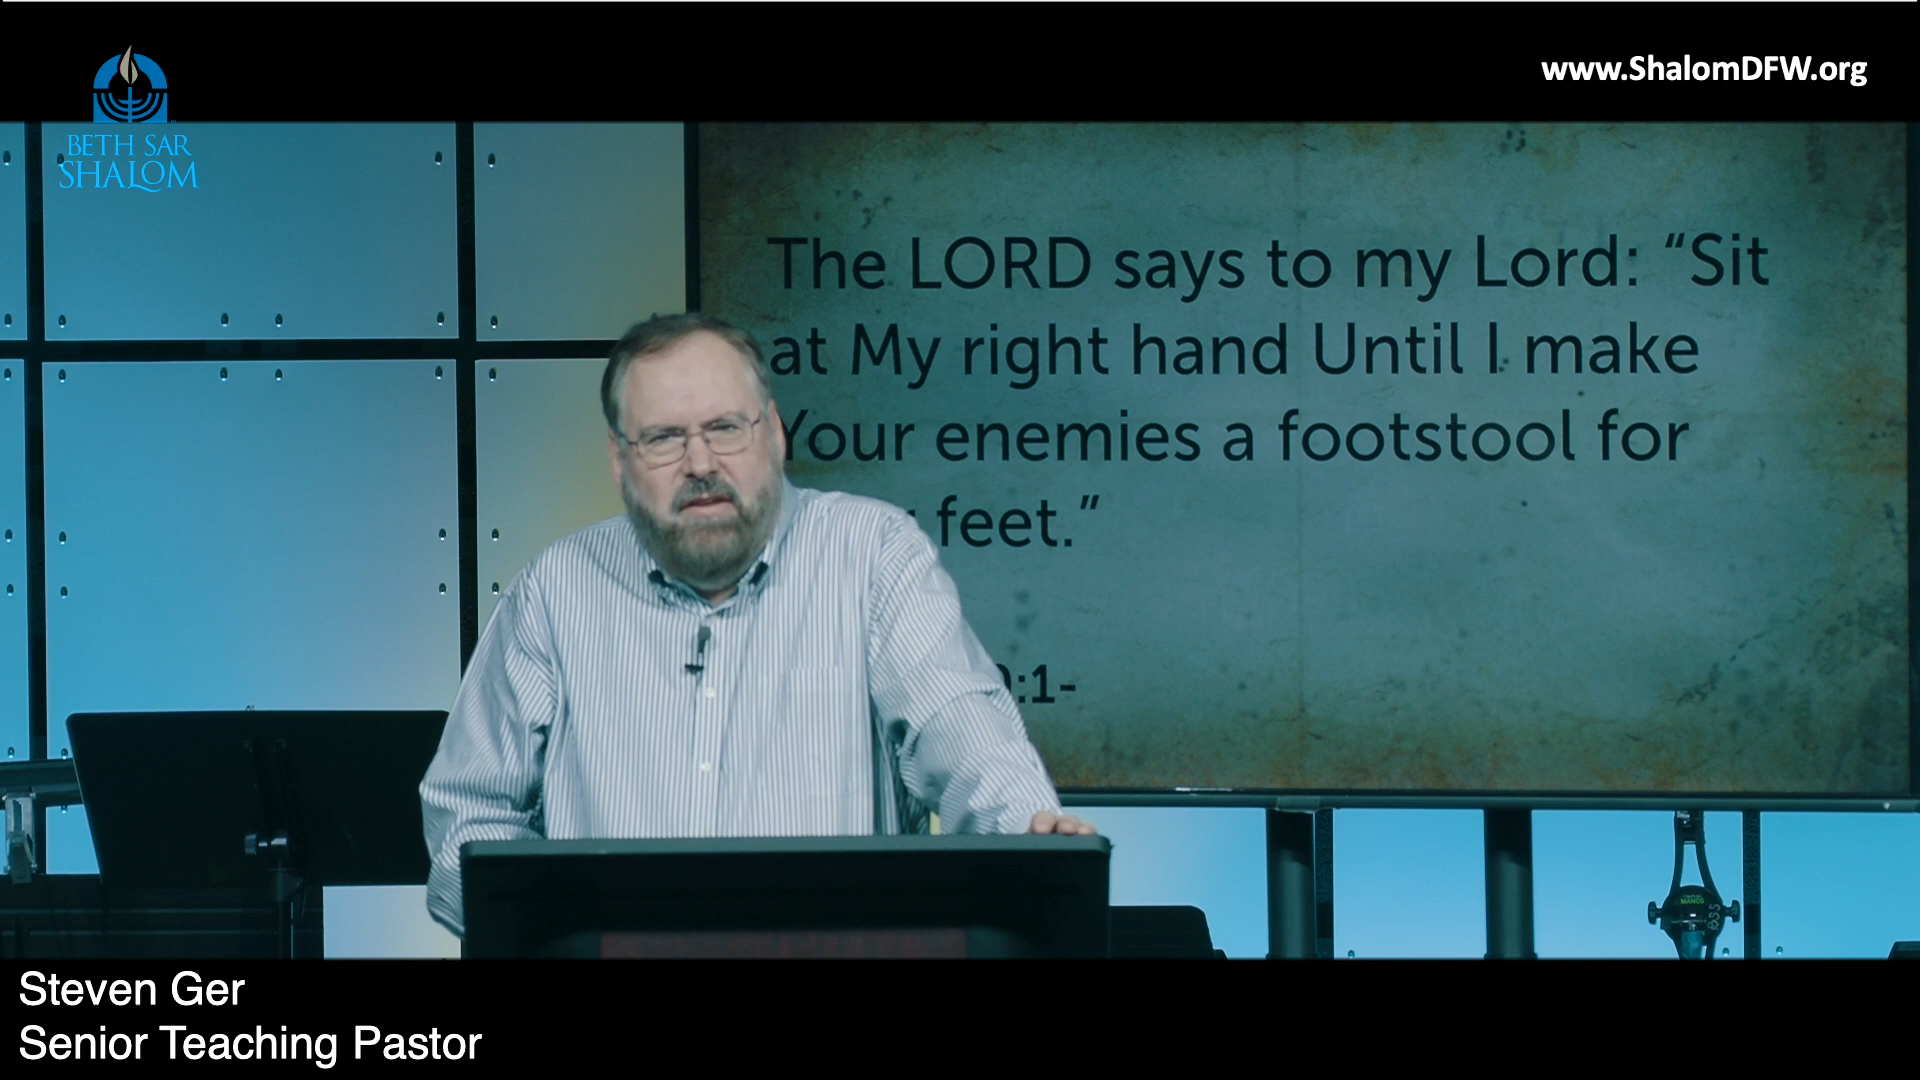 BETH SAR
SHALOM
www.ShalomDFW.org
The LORD says to my Lord: “Sit
at My right hand Until I make
Your enemies a footstool for
feet.”
:1-
MANOS
Steven Ger
Senior Teaching Pastor